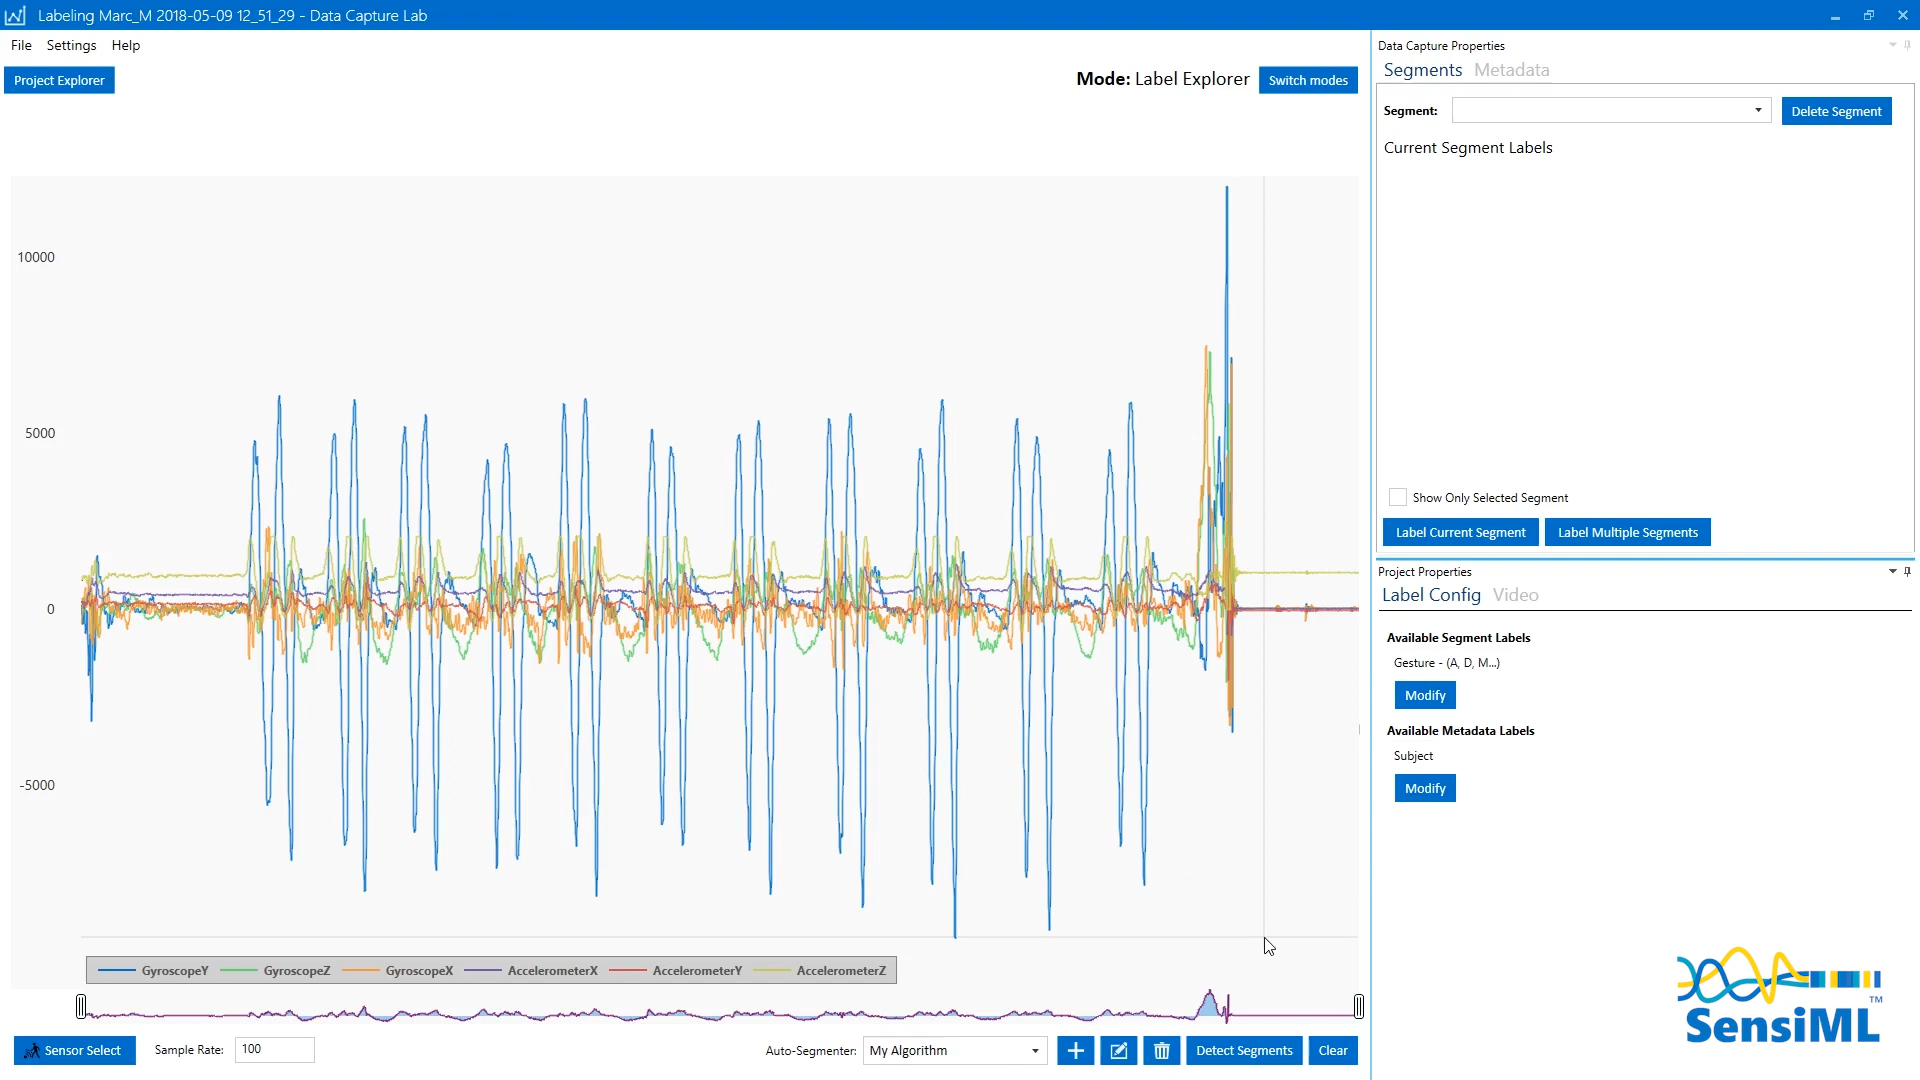 Labeling Marc_M 2018-05-09 12_51_29 - Data Capture Lab
File Settings Help
Project Explorer
Mode: Label Explorer Switch modes
10000
5000
0
-5000
GyroscopeY GyroscopeZ GyroscopeX AccelerometerX AccelerometerY AccelerometerZ
Sensor Select Sample Rate: 100 Auto-Segmenter: My Algorithm Detect Segments Clear
Data Capture Properties
Segments Metadata
Segment: Delete Segment
Current Segment Labels
Show Only Selected Segment
Label Current Segment Label Multiple Segments
Project Properties
Label Config Video
Available Segment Labels
Gesture - (A, D, M...)
Modify
Available Metadata Labels
Subject
Modify
SensiML™